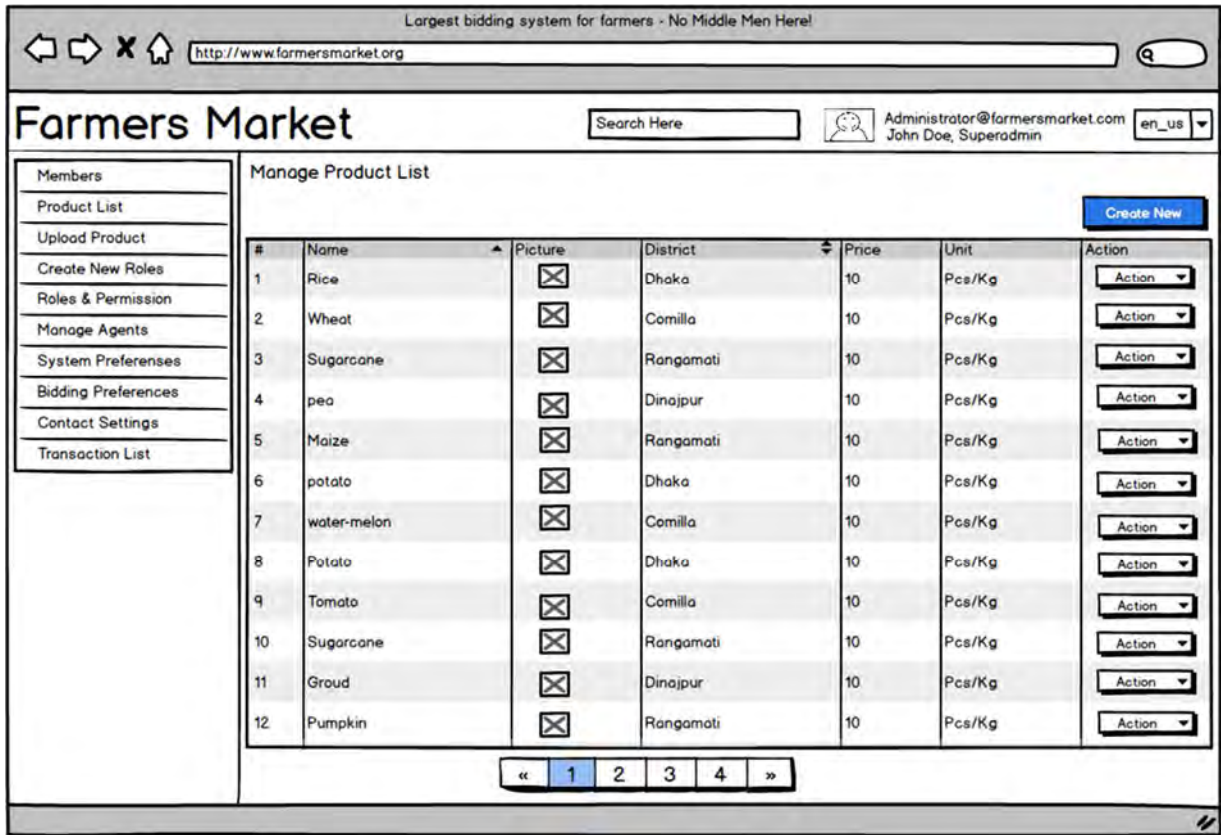 Largest bidding system for farmers - No Middle Men Here!
http://www.farmersmarket.org
Farmers Market
Search Here
Administrator@farmersmarket.com
John Doe, Superadmin
en_us
Members
Product List
Upload Product
Create New Roles
Roles & Permission
Manage Agents
System Preferenses
Bidding Preferences
Contact Settings
Transaction List
Manage Product List
Create New
# Name Picture District Price Unit Action
1 Rice Dhaka 10 Pcs/Kg Action
2 Wheat Comilla 10 Pcs/Kg Action
3 Sugarcane Rangamati 10 Pcs/Kg Action
4 pea Dinajpur 10 Pcs/Kg Action
5 Maize Rangamati 10 Pcs/Kg Action
6 potato Dhaka 10 Pcs/Kg Action
7 water-melon Comilla 10 Pcs/Kg Action
8 Potato Dhaka 10 Pcs/Kg Action
9 Tomato Comilla 10 Pcs/Kg Action
10 Sugarcane Rangamati 10 Pcs/Kg Action
11 Groud Dinajpur 10 Pcs/Kg Action
12 Pumpkin Rangamati 10 Pcs/Kg Action
« 1 2 3 4 »